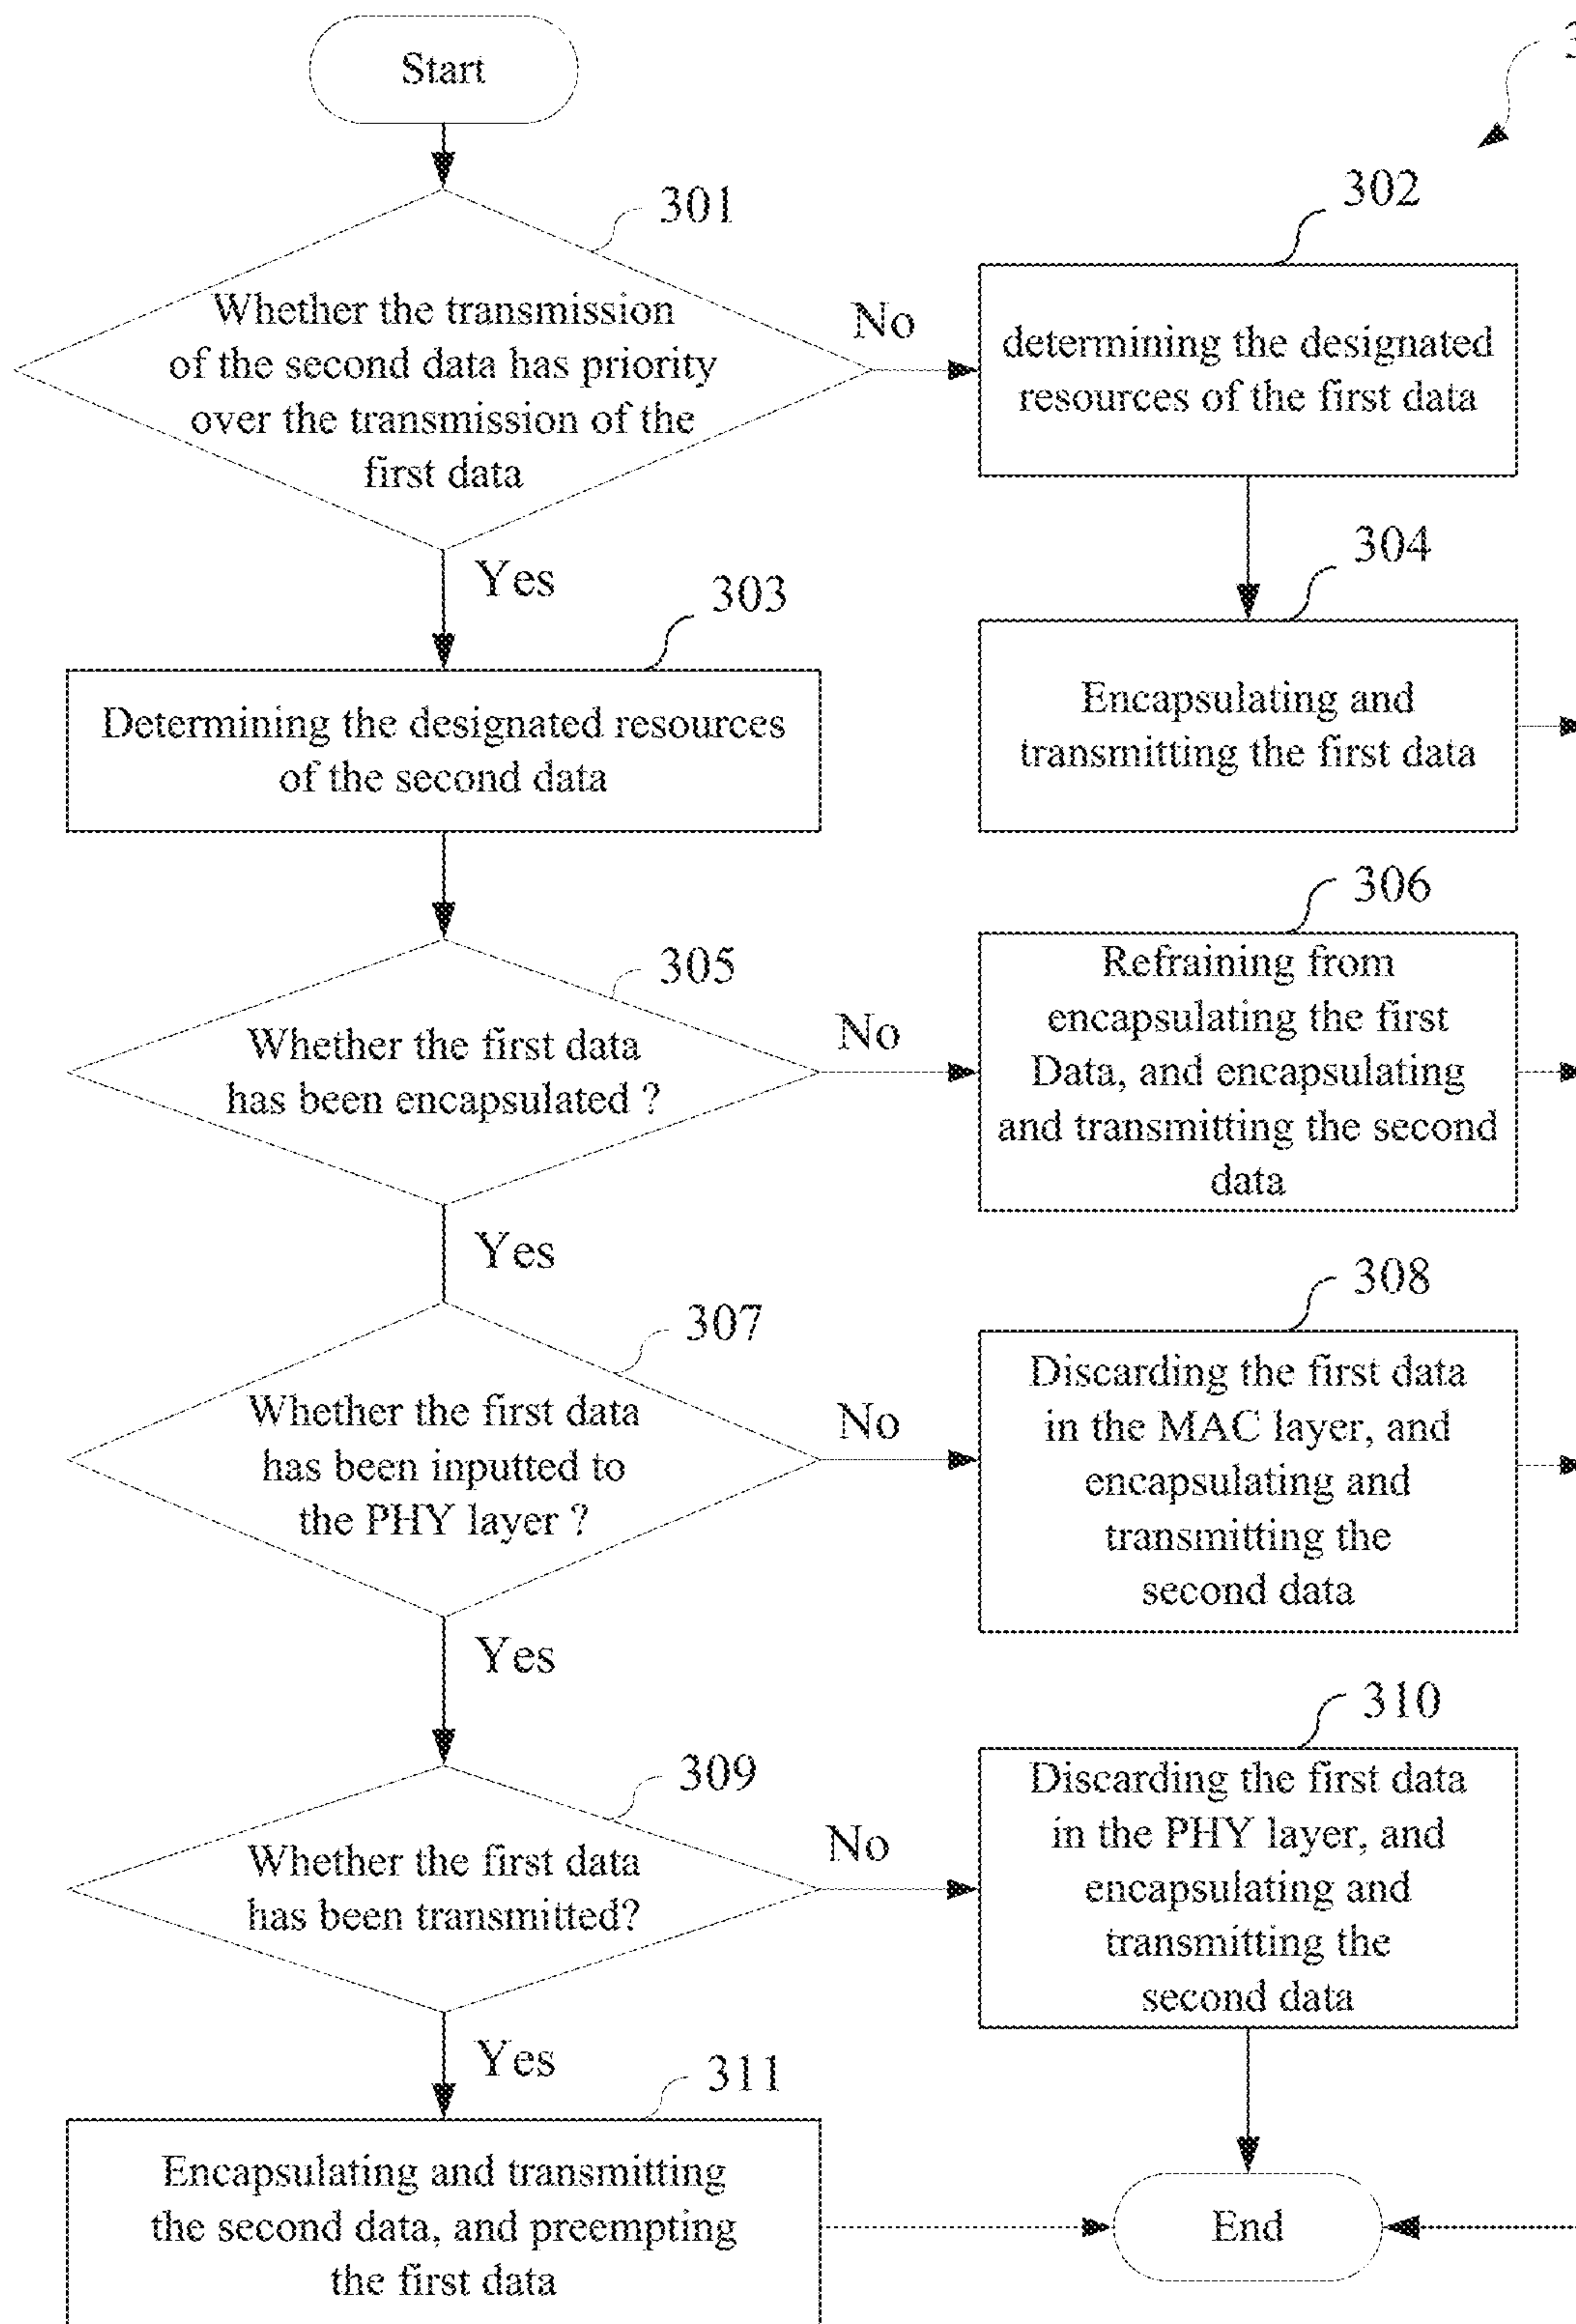 Start
3
301
302
Whether the transmission
of the second data has priority
over the transmission of the
first data
No
determining the designated
resources of the first data
Yes
303
304
Determining the designated resources
of the second data
Encapsulating and
transmitting the first data
305
306
Whether the first data
has been encapsulated ?
No
Refraining from
encapsulating the first
Data, and encapsulating
and transmitting the second
data
Yes
307
308
Whether the first data
has been inputted to
the PHY layer ?
No
Discarding the first data
in the MAC layer, and
encapsulating and
transmitting the
second data
Yes
309
310
Whether the first data
has been transmitted?
No
Discarding the first data
in the PHY layer, and
encapsulating and
transmitting the
second data
Yes
311
Encapsulating and transmitting
the second data, and preempting
the first data
End